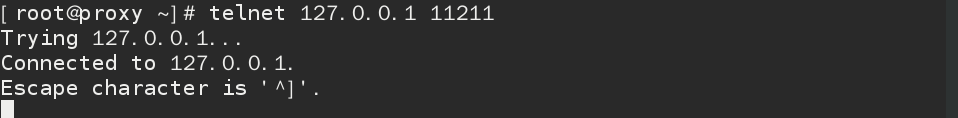 [root@proxy ~]# telnet 127.0.0.1 11211
Trying 127.0.0.1...
Connected to 127.0.0.1.
Escape character is '^]'.